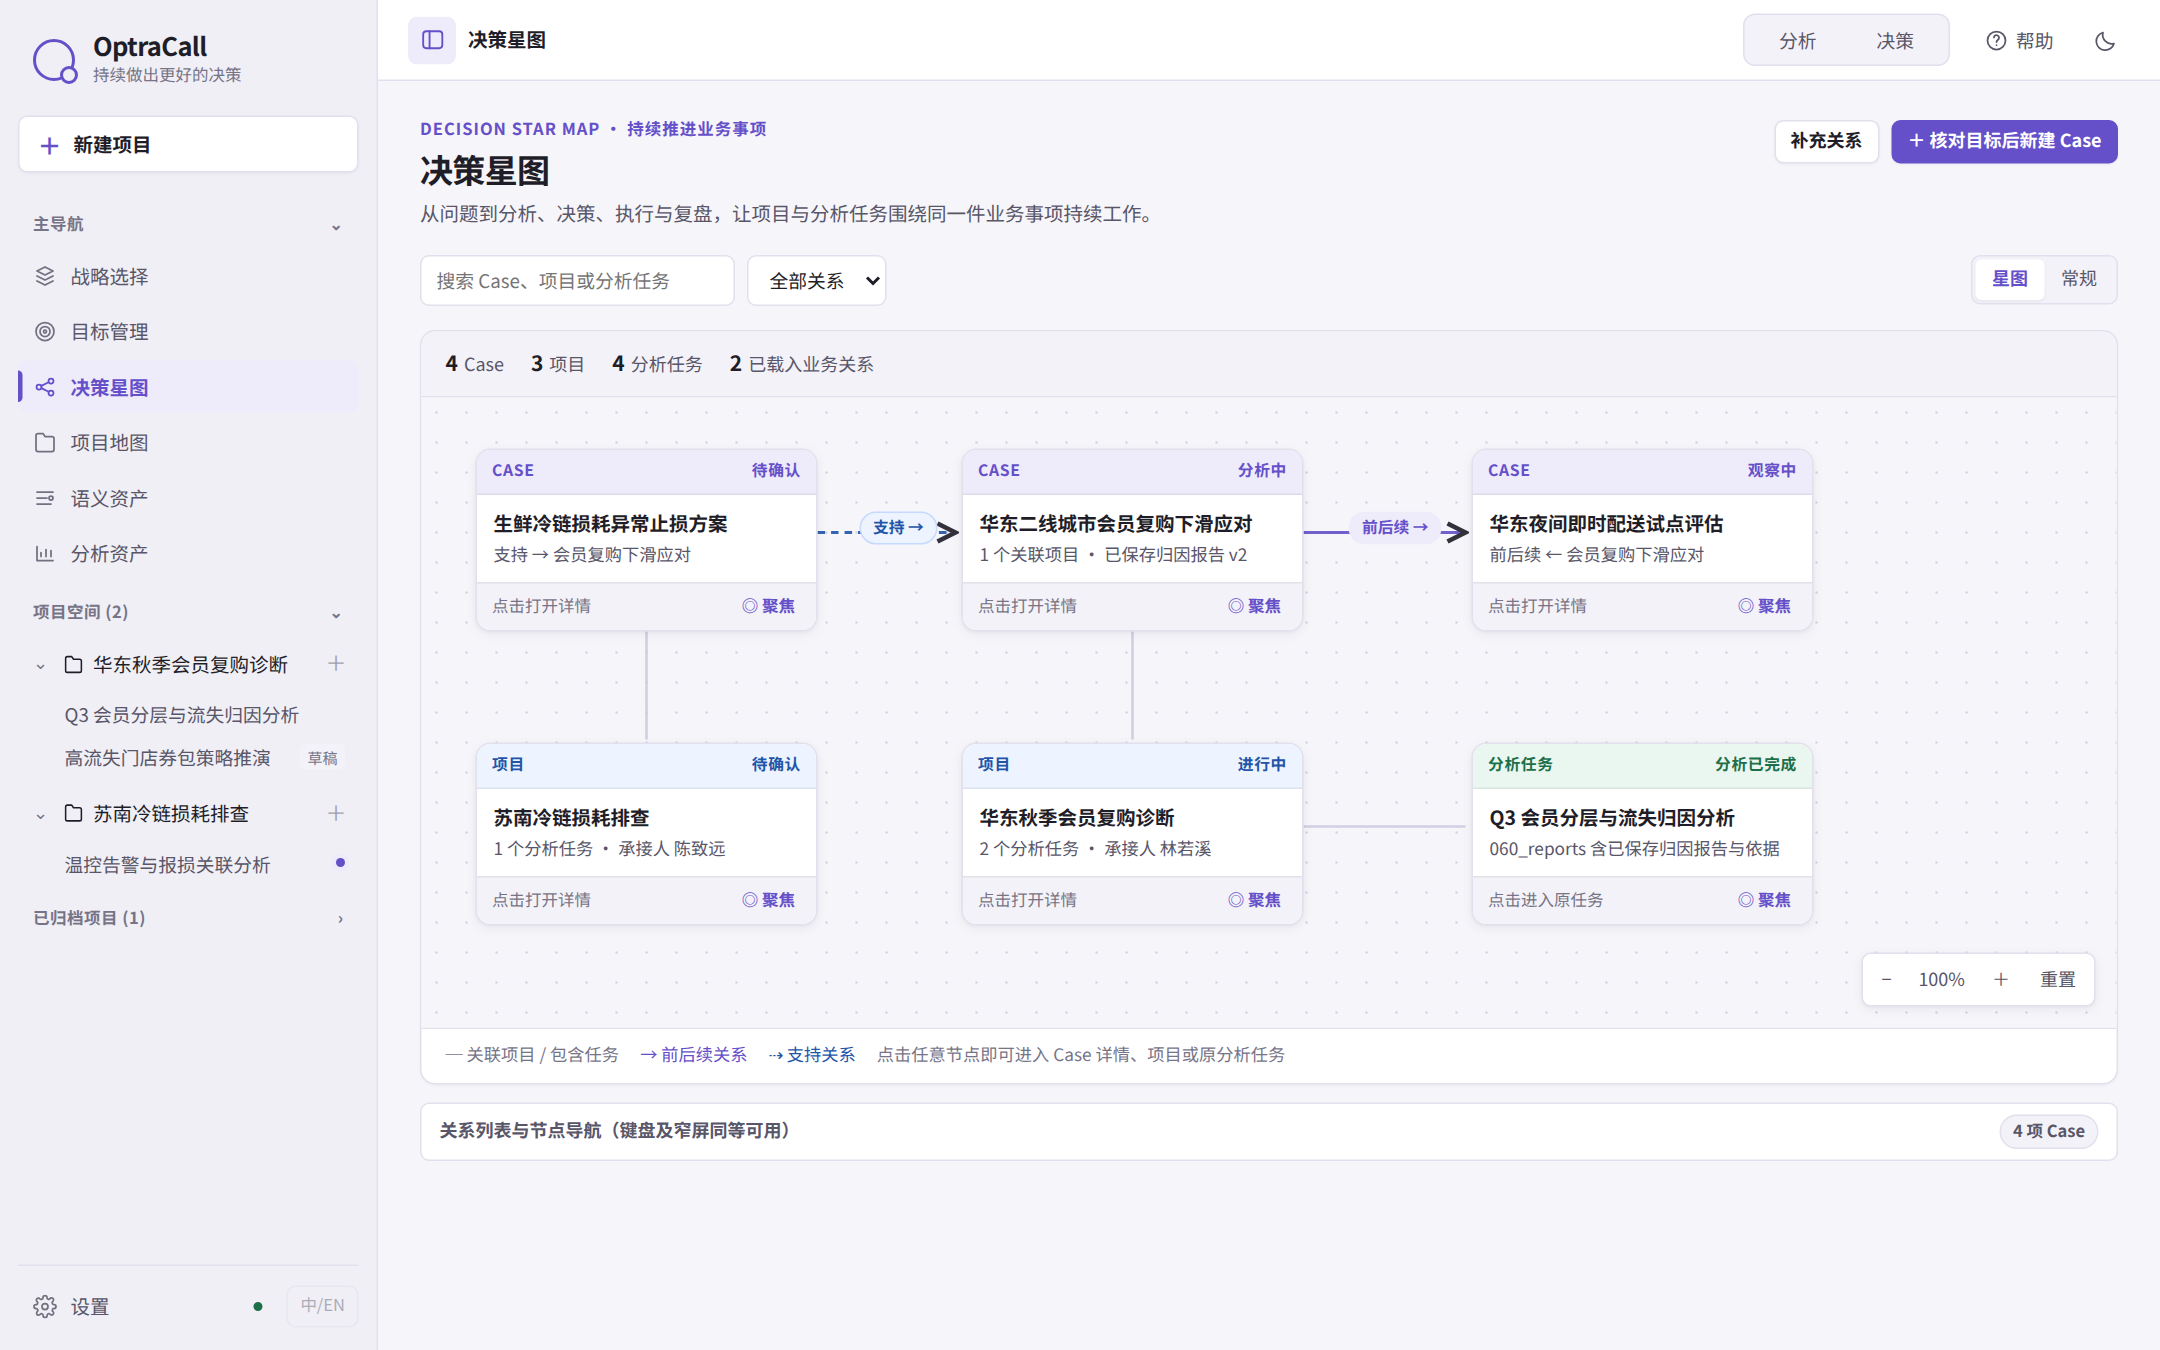 OptraCall
持续做出更好的决策
新建项目
主导航
战略选择
目标管理
决策星图
项目地图
语义资产
分析资产
项目空间 (2)
华东秋季会员复购诊断
Q3 会员分层与流失归因分析
高流失门店券包策略推演 草稿
苏南冷链损耗排查
温控告警与报损关联分析
已归档项目 (1)
设置 中/EN
决策星图
分析 决策 帮助
DECISION STAR MAP • 持续推进业务事项
决策星图
从问题到分析、决策、执行与复盘，让项目与分析任务围绕同一件业务事项持续工作。
补充关系 + 核对目标后新建 Case
搜索 Case、项目或分析任务 全部关系 星图 常规
4 Case 3 项目 4 分析任务 2 已载入业务关系
CASE 待确认
生鲜冷链损耗异常止损方案
支持 → 会员复购下滑应对
点击打开详情 ◎ 聚焦
支持 →
CASE 分析中
华东二线城市会员复购下滑应对
1 个关联项目 • 已保存归因报告 v2
点击打开详情 ◎ 聚焦
前后续 →
CASE 观察中
华东夜间即时配送试点评估
前后续 ← 会员复购下滑应对
点击打开详情 ◎ 聚焦
项目 待确认
苏南冷链损耗排查
1 个分析任务 • 承接人 陈致远
点击打开详情 ◎ 聚焦
项目 进行中
华东秋季会员复购诊断
2 个分析任务 • 承接人 林若溪
点击打开详情 ◎ 聚焦
分析任务 分析已完成
Q3 会员分层与流失归因分析
060_reports 含已保存归因报告与依据
点击进入原任务 ◎ 聚焦
− 100% + 重置
— 关联项目 / 包含任务 → 前后续关系 ⇢ 支持关系 点击任意节点即可进入 Case 详情、项目或原分析任务
关系列表与节点导航（键盘及窄屏同等可用） 4 项 Case